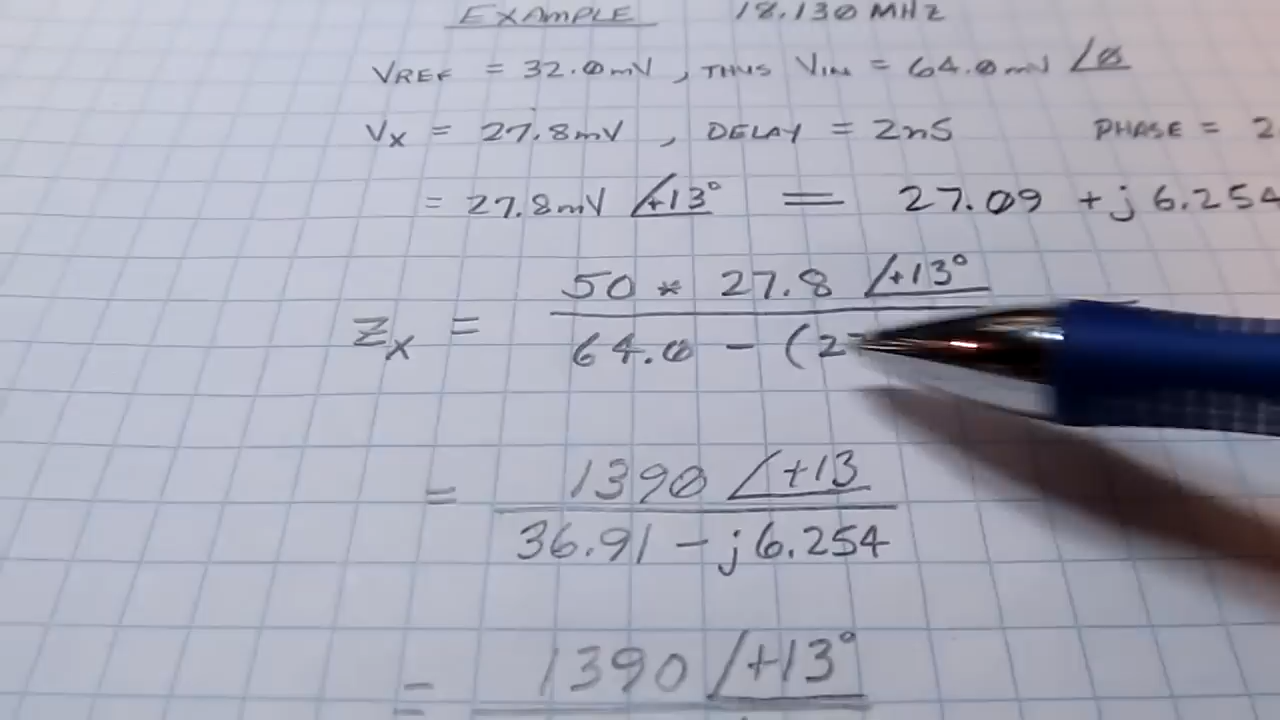 EXAMPLE 18.130 MHz
VREF = 32.0mV, THUS VIN = 64.0mV ∠0
Vx = 27.8mV, DELAY = 2nS PHASE = 2
= 27.8mV ∠+13° = 27.09 +j6.254
Zx = 50 * 27.8 ∠+13°
64.0 - (2
= 1390 ∠+13
36.91 - j6.254
= 1390 ∠+13°